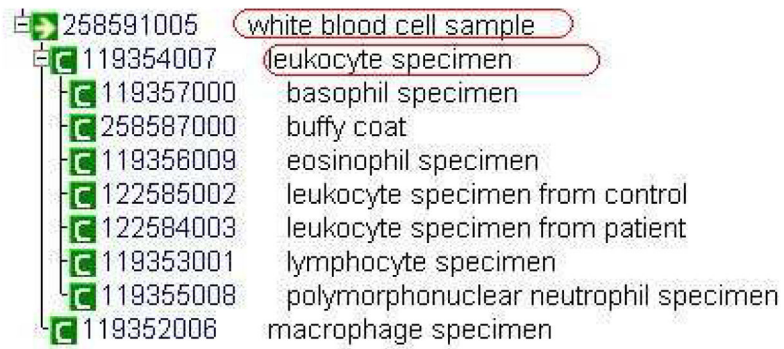 258591005 white blood cell sample
C 119354007 leukocyte specimen
C 119357000 basophil specimen
C 258587000 buffy coat
C 119356009 eosinophil specimen
C 122585002 leukocyte specimen from control
C 122584003 leukocyte specimen from patient
C 119353001 lymphocyte specimen
C 119355008 polymorphonuclear neutrophil specimen
C 119352006 macrophage specimen